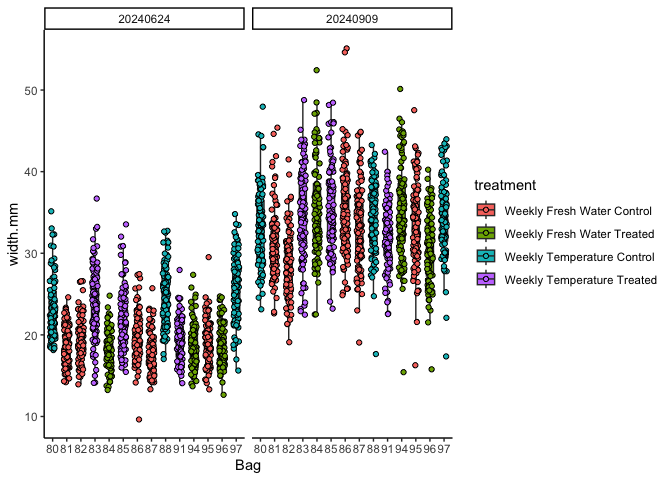 20240624 20240909
width.mm
50
40
30
20
10
80 81 82 83 84 85 86 87 88 91 94 95 96 97 80 81 82 83 84 85 86 87 88 91 94 95 96 97
Bag
treatment
Weekly Fresh Water Control
Weekly Fresh Water Treated
Weekly Temperature Control
Weekly Temperature Treated